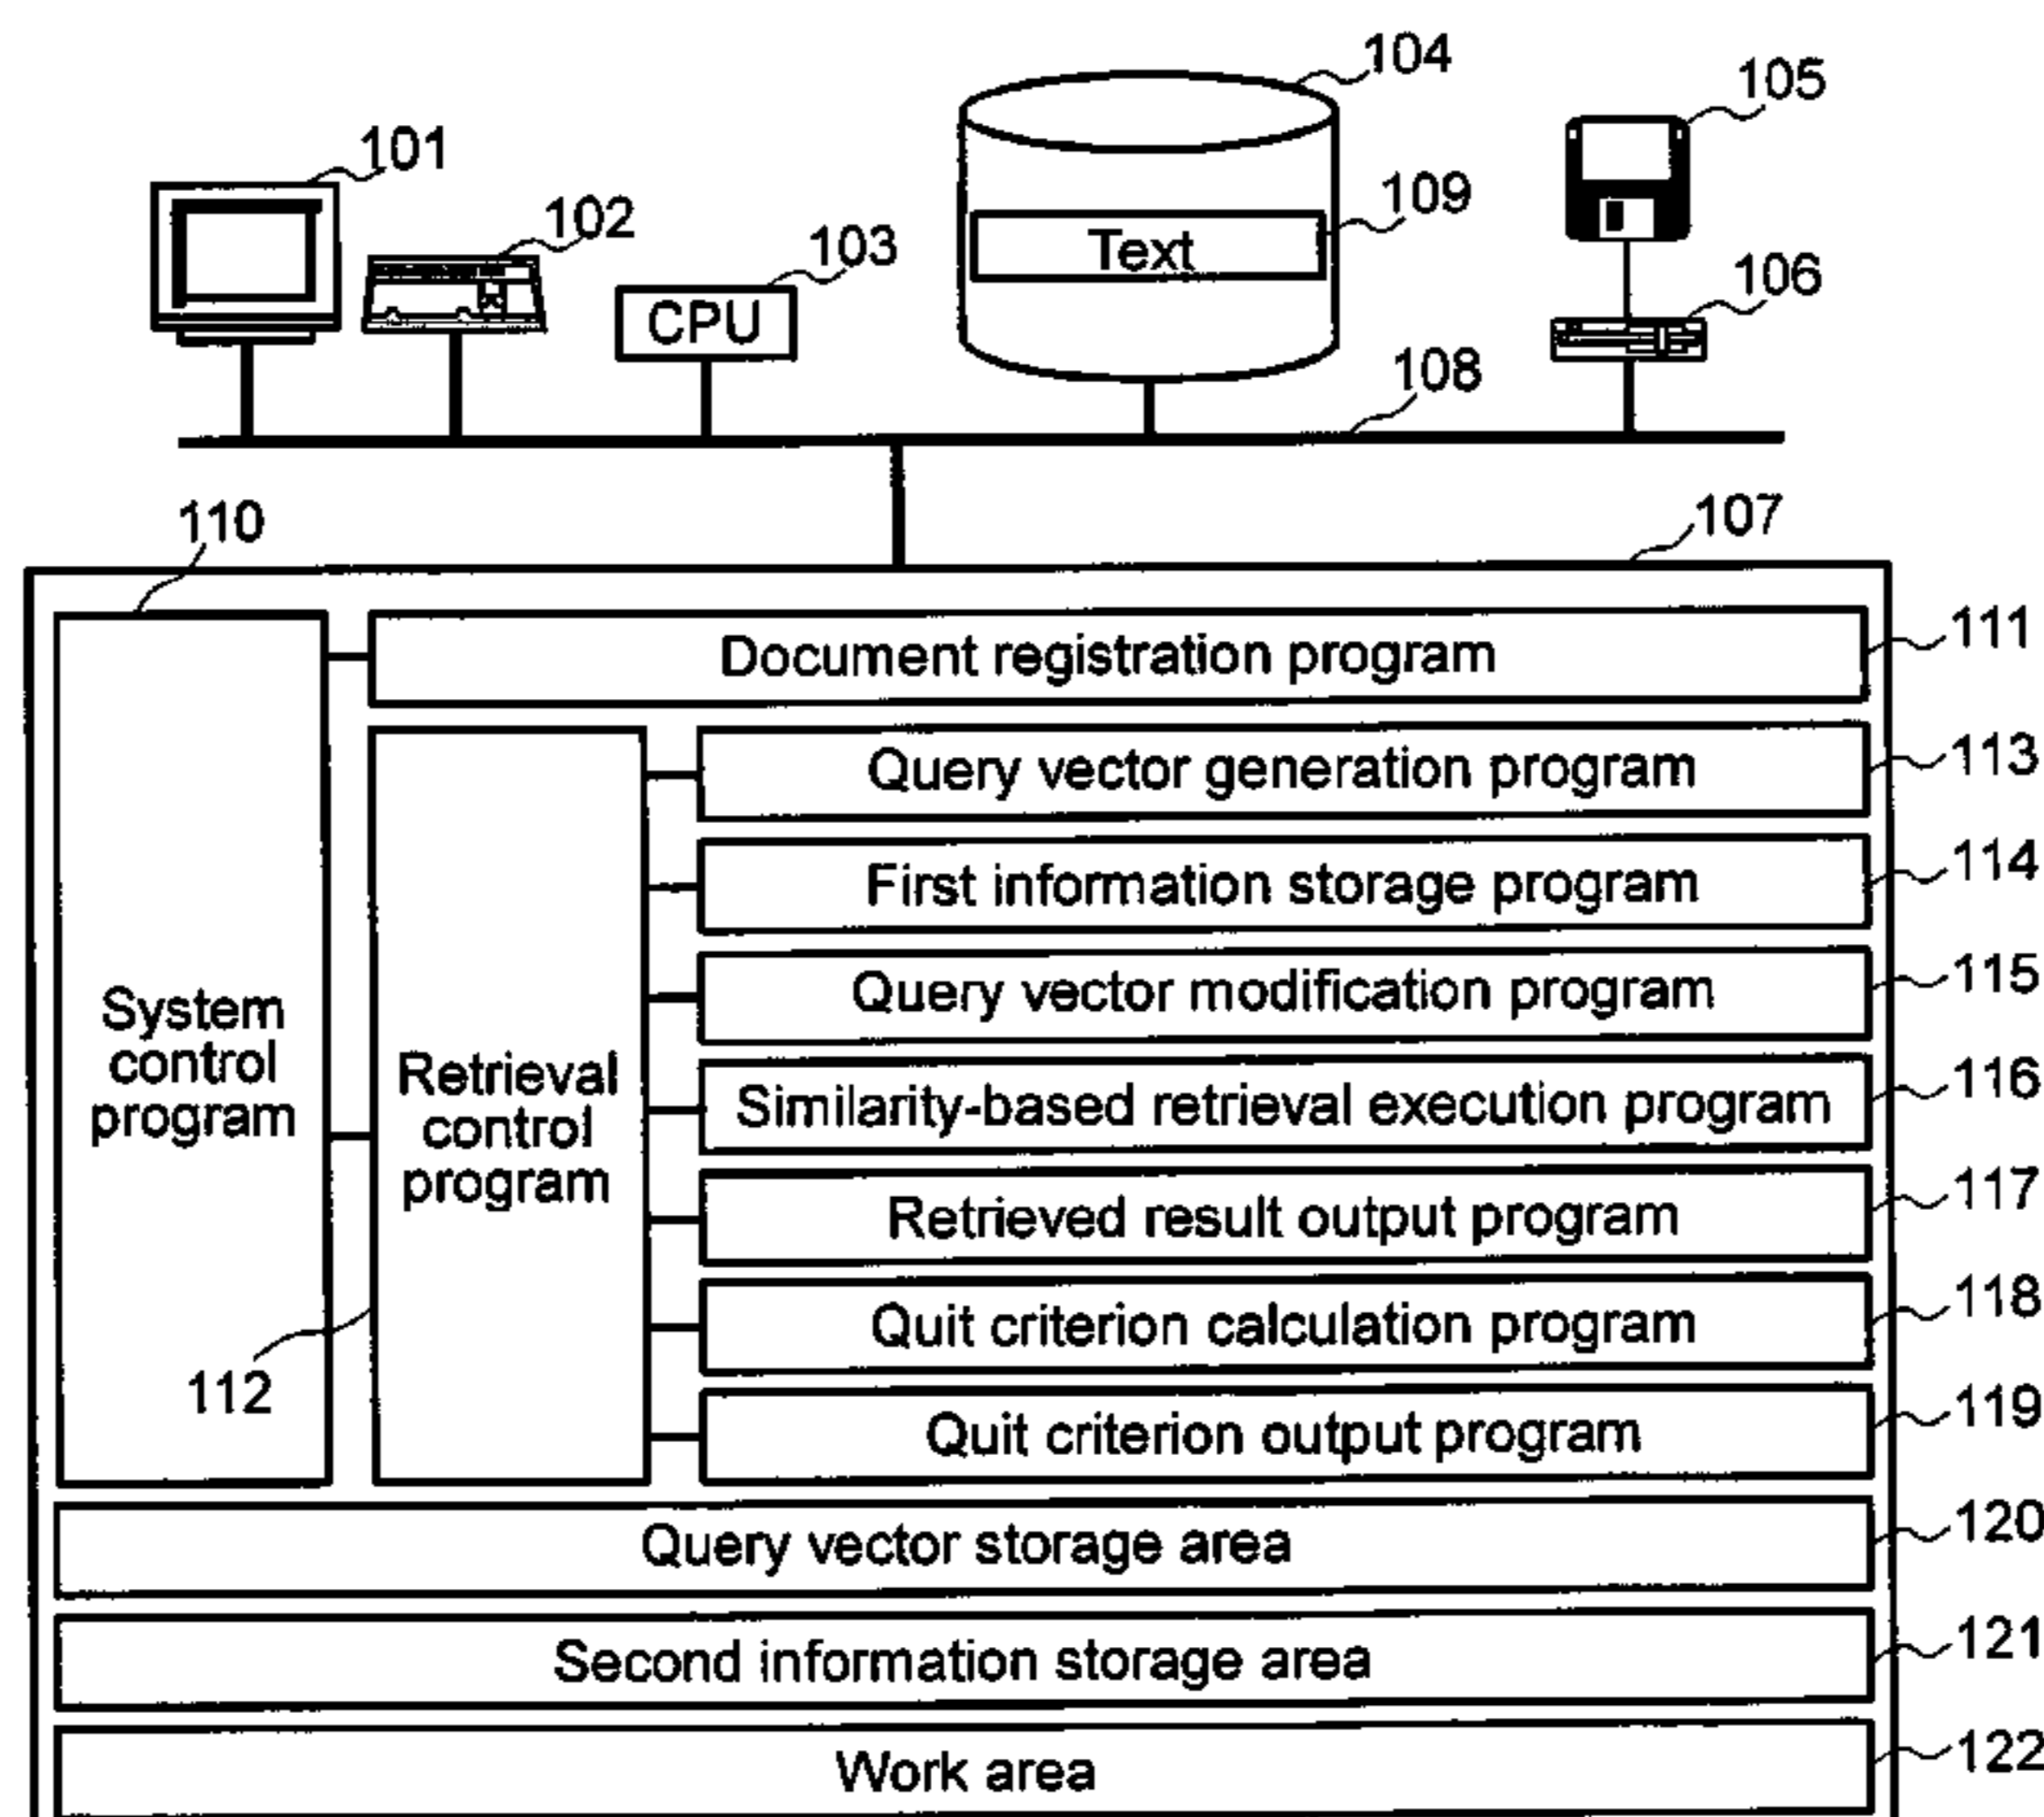 104
105
101
109
102
103
Text
106
CPU
108
110
107
111
Document registration program
113
Query vector generation program
114
First information storage program
115
Query vector modification program
System
control
program
116
Retrieval
control
program
Similarity-based retrieval execution program
117
Retrieved result output program
118
Quit criterion calculation program
112
119
Quit criterion output program
120
Query vector storage area
121
Second information storage area
122
Work area